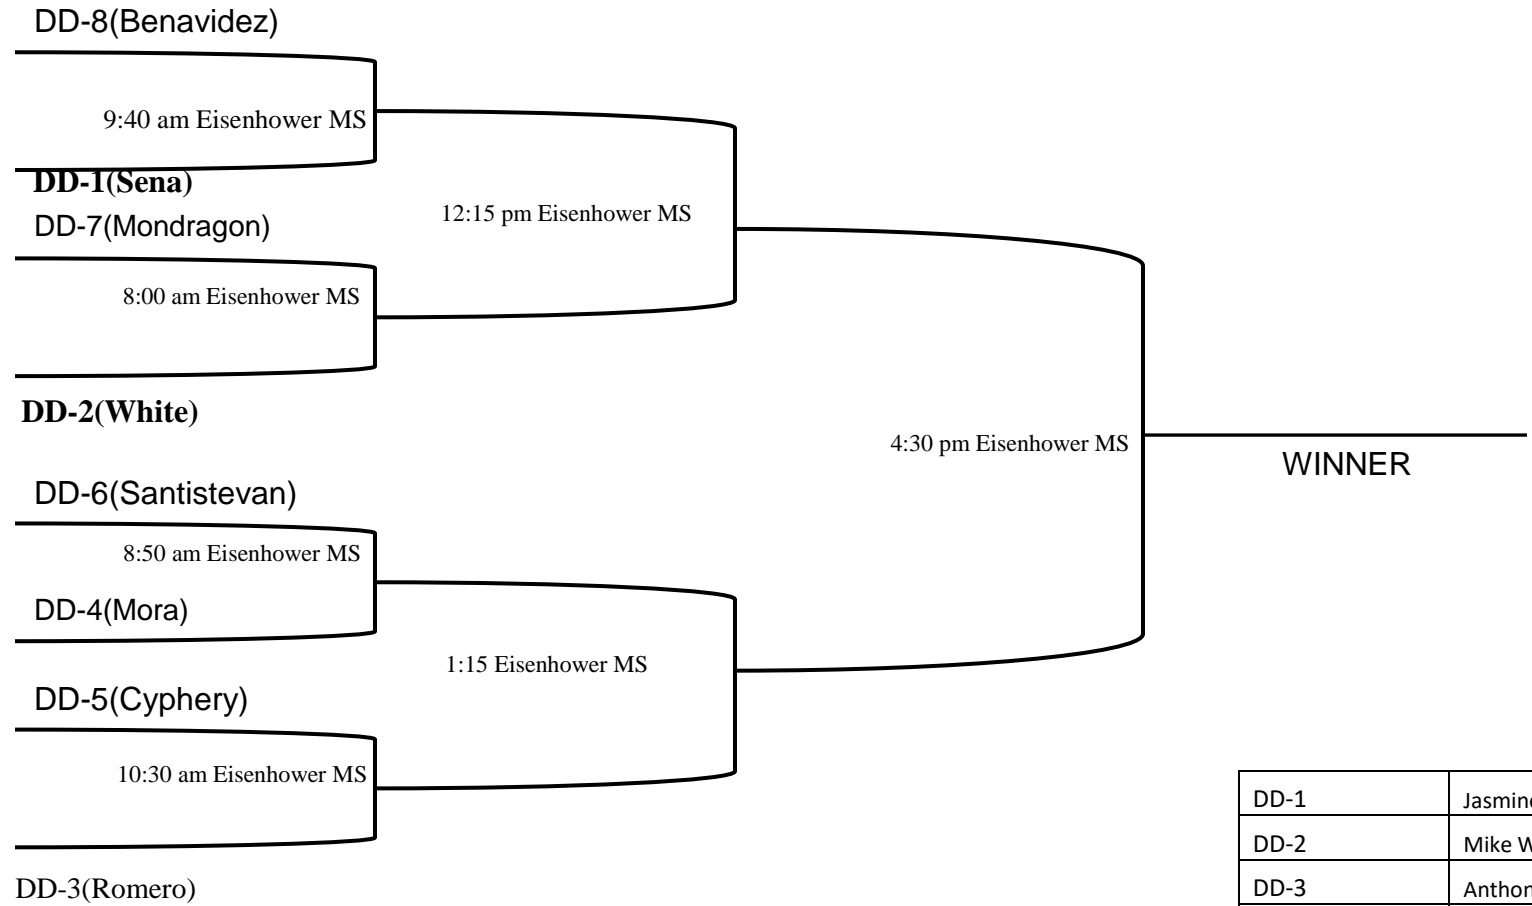 DD-8(Benavidez)
9:40 am Eisenhower MS
DD-1(Sena)
DD-7(Mondragon)
12:15 pm Eisenhower MS
8:00 am Eisenhower MS
DD-2(White)
4:30 pm Eisenhower MS
WINNER
DD-6(Santistevan)
8:50 am Eisenhower MS
DD-4(Mora)
1:15 Eisenhower MS
DD-5(Cyphery)
10:30 am Eisenhower MS
DD-3(Romero)
DD-1
DD-2 Mike
DD-3